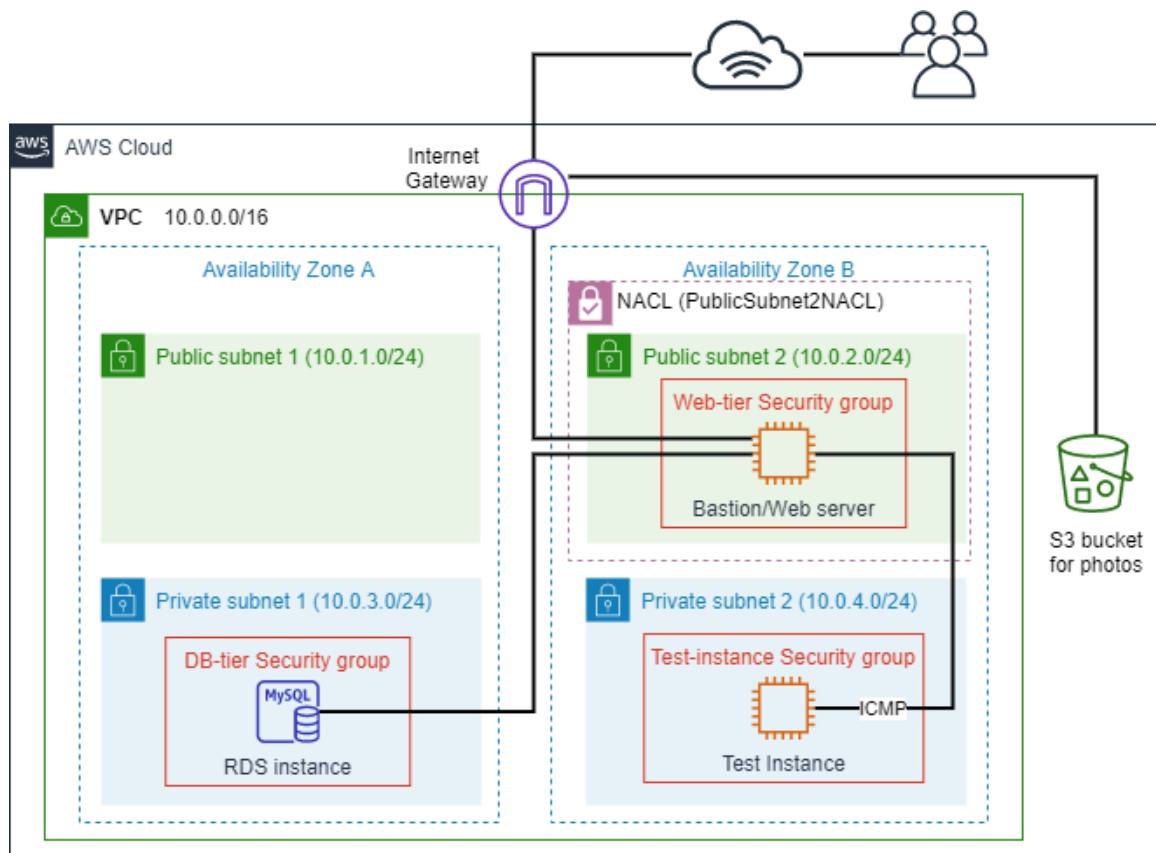 aws
AWS Cloud
Internet
Gateway
VPC 10.0.0.0/16
Availability Zone A
Availability Zone B
NACL (PublicSubnet2NACL)
Public subnet 1 (10.0.1.0/24)
Public subnet 2 (10.0.2.0/24)
Web-tier Security group
Bastion/Web server
S3 bucket
for photos
Private subnet 1 (10.0.3.0/24)
Private subnet 2 (10.0.4.0/24)
DB-tier Security group
MySQL
RDS instance
Test-instance Security group
ICMP
Test Instance